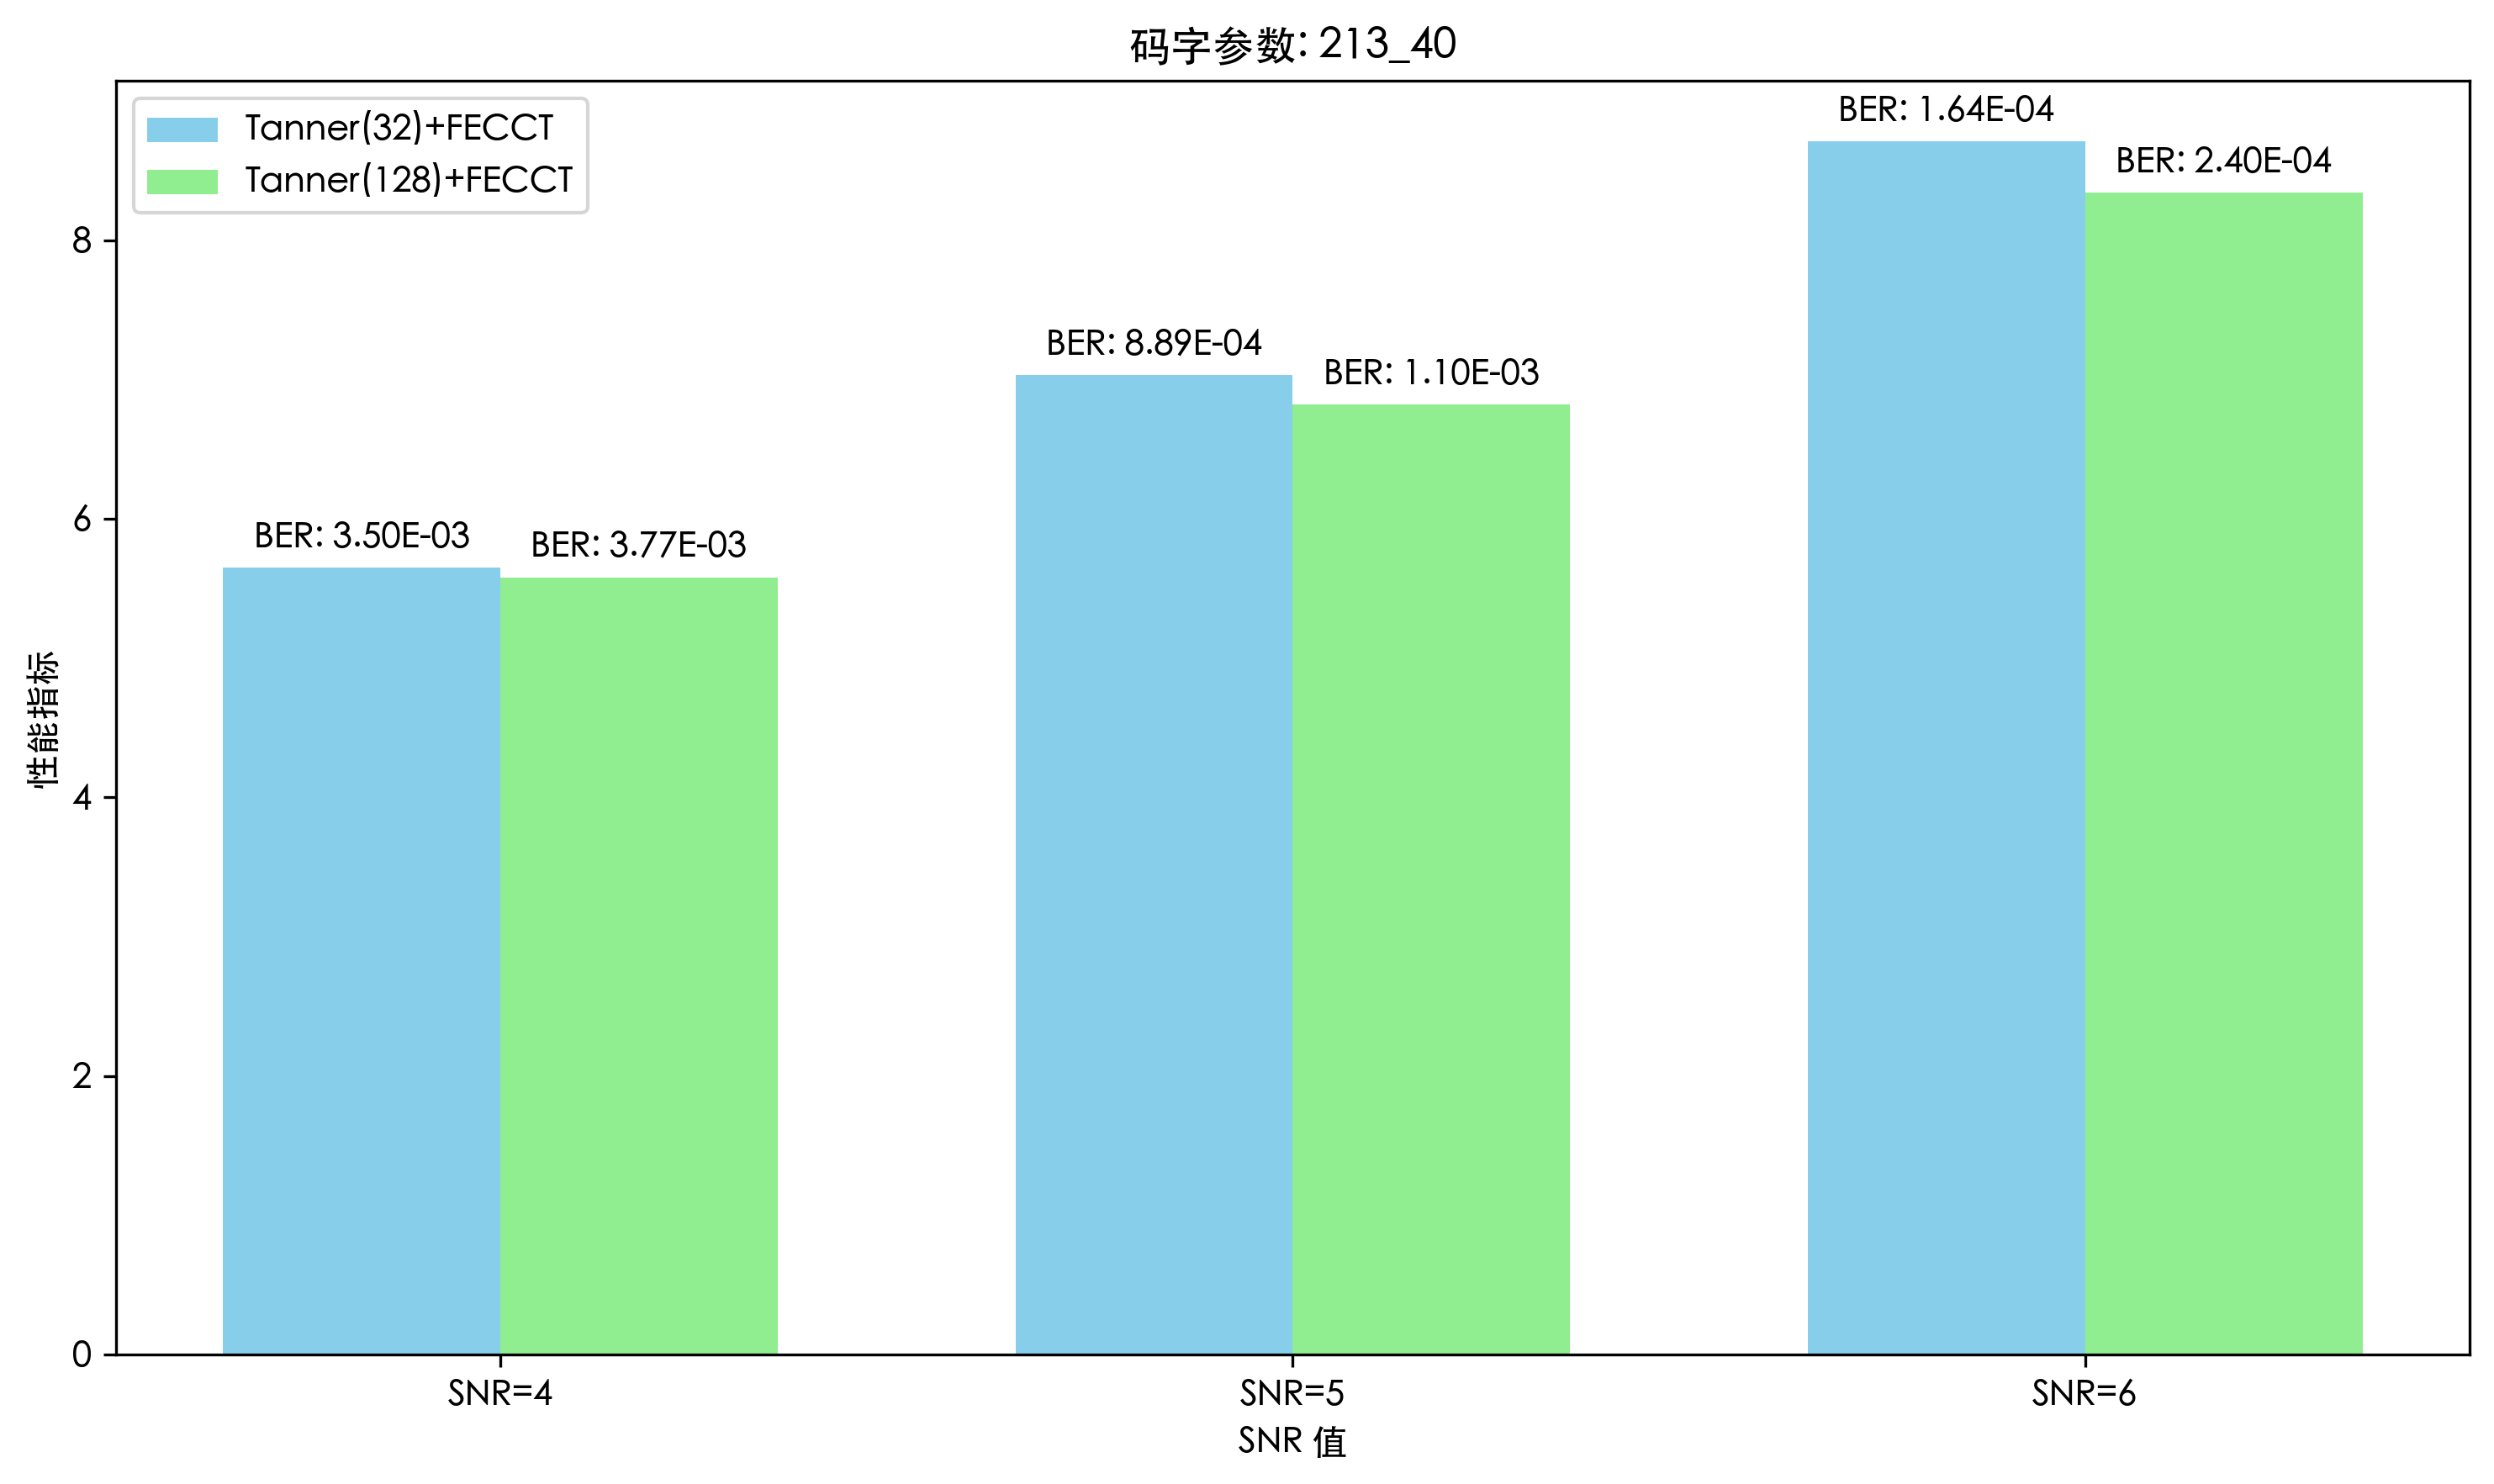 码字参数: 213_40
Tanner(32)+FECCT
Tanner(128)+FECCT
BER: 1.64E-04
BER: 2.40E-04
BER: 8.89E-04
BER: 1.10E-03
BER: 3.50E-03
BER: 3.77E-03
8
6
4
2
0
性能指标
SNR=4
SNR=5
SNR=6
SNR 值